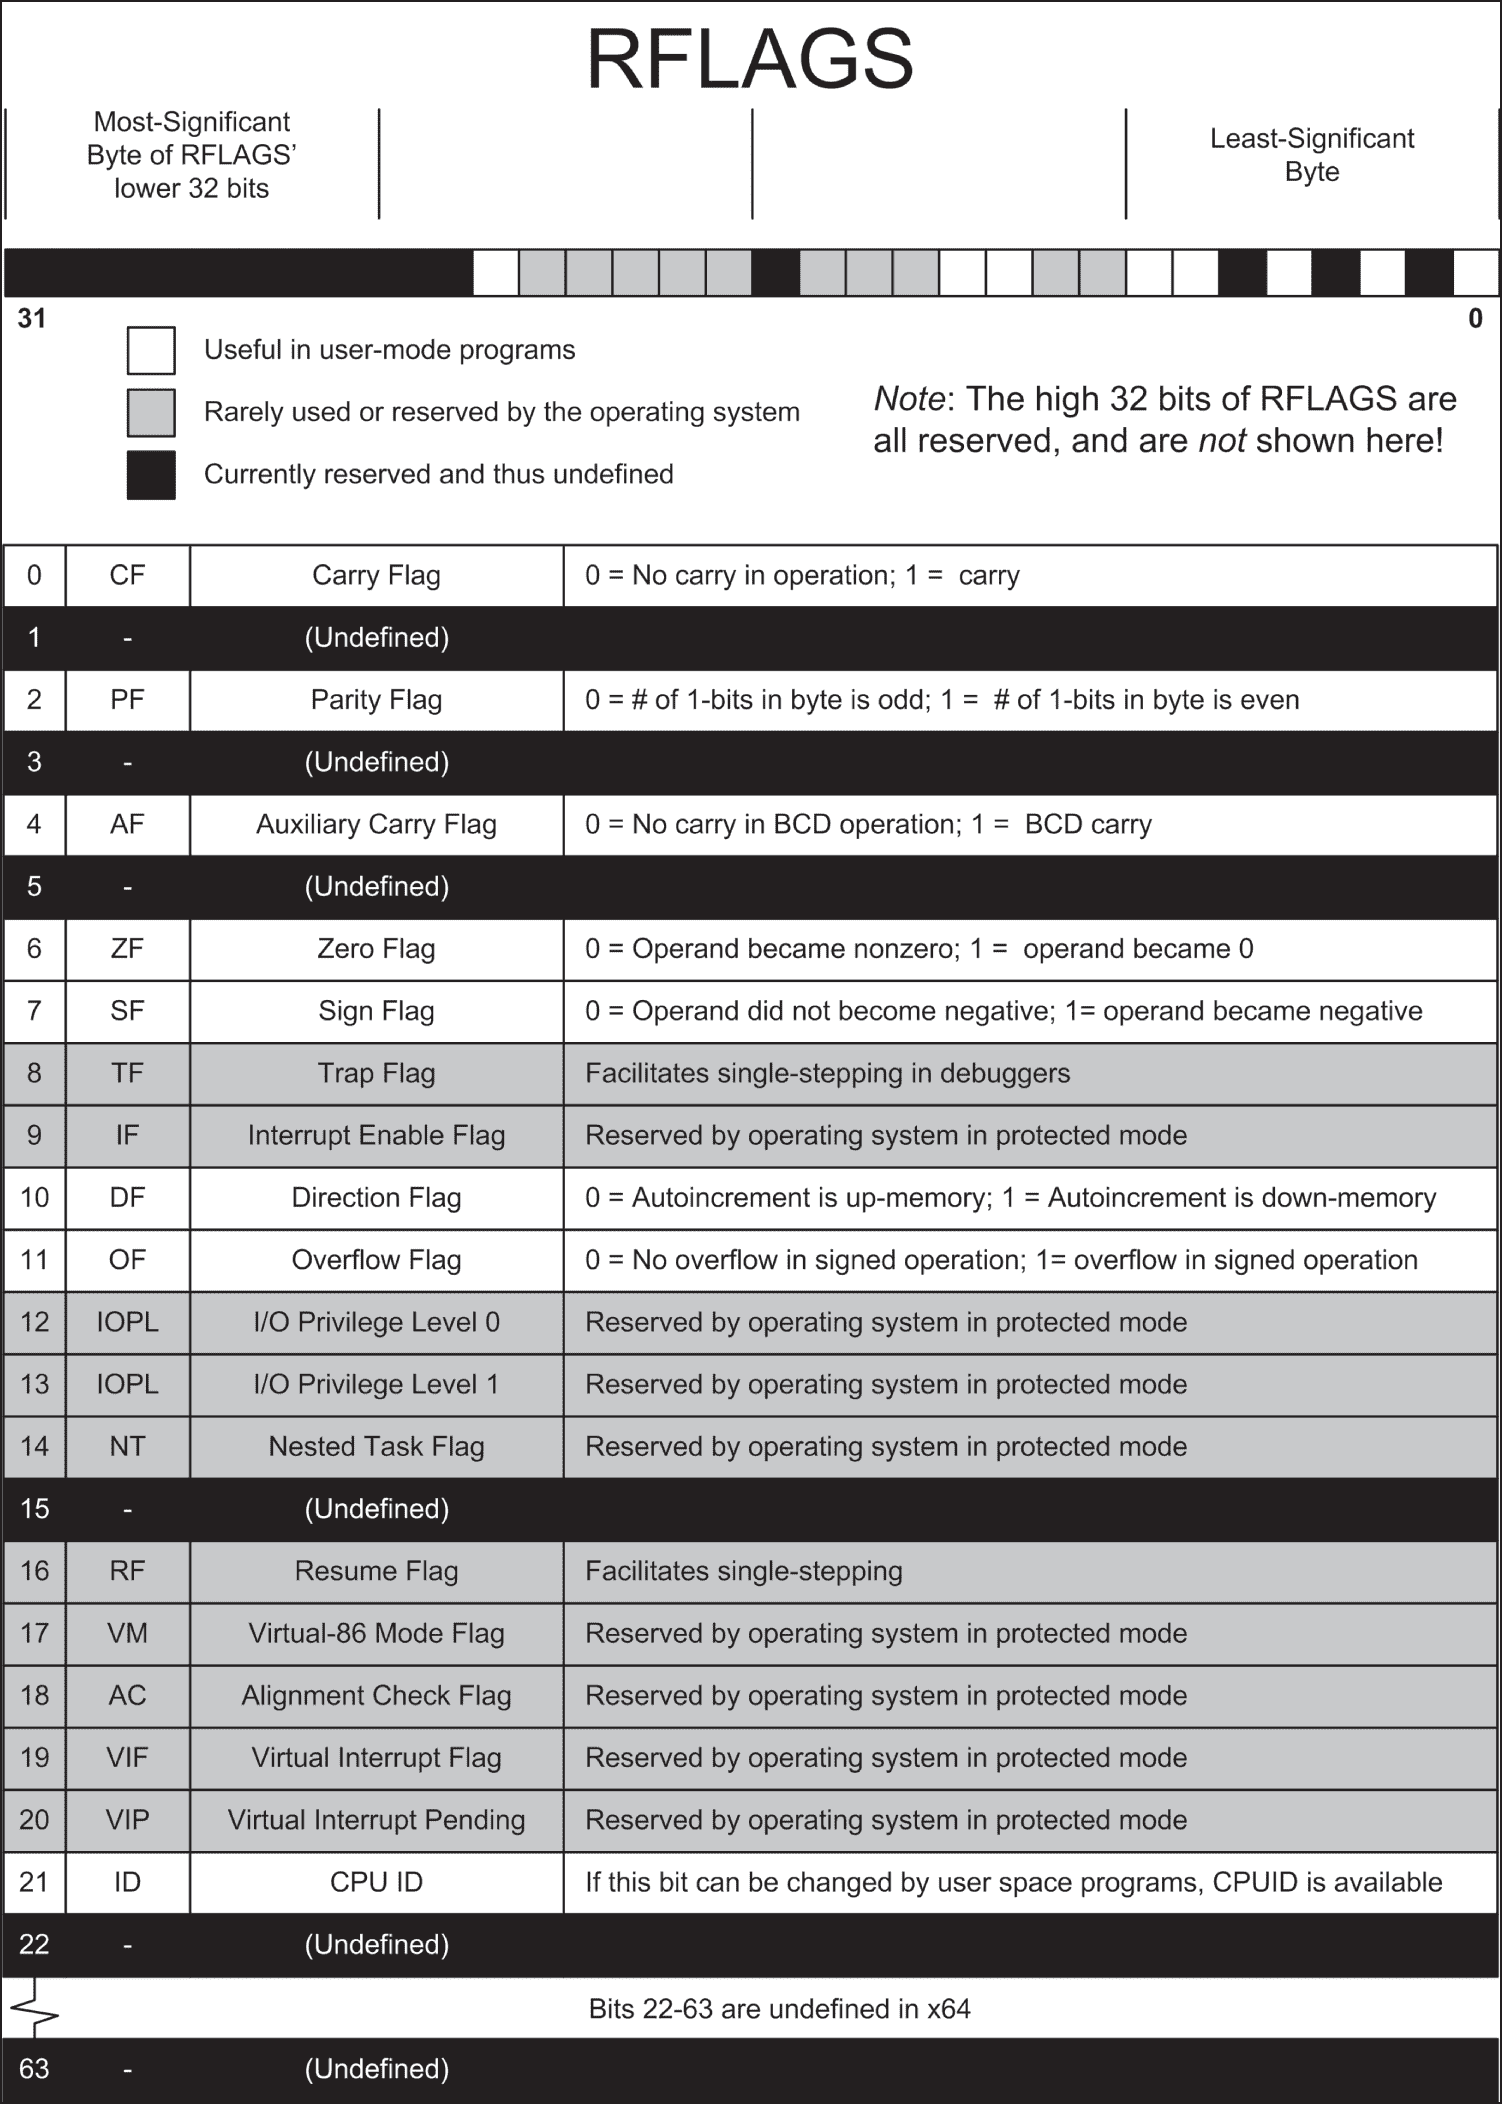 RFLAGS
Most-Significant
Byte of RFLAGS’
lower 32 bits
Least-Significant
Byte
31
0
Useful in user-mode programs
Rarely used or reserved by the operating system
Currently reserved and thus undefined
Note: The high 32 bits of RFLAGS are
all reserved, and are not shown here!
0 CF Carry Flag 0 = No carry in operation; 1 = carry
1 - (Undefined)
2 PF Parity Flag 0 = # of 1-bits in byte is odd; 1 = # of 1-bits in byte is even
3 - (Undefined)
4 AF Auxiliary Carry Flag 0 = No carry in BCD operation; 1 = BCD carry
5 - (Undefined)
6 ZF Zero Flag 0 = Operand became nonzero; 1 = operand became 0
7 SF Sign Flag 0 = Operand did not become negative; 1= operand became negative
8 TF Trap Flag Facilitates single-stepping in debuggers
9 IF Interrupt Enable Flag Reserved by operating system in protected mode
10 DF Direction Flag 0 = Autoincrement is up-memory; 1 = Autoincrement is down-memory
11 OF Overflow Flag 0 = No overflow in signed operation; 1= overflow in signed operation
12 IOPL I/O Privilege Level 0 Reserved by operating system in protected mode
13 IOPL I/O Privilege Level 1 Reserved by operating system in protected mode
14 NT Nested Task Flag Reserved by operating system in protected mode
15 - (Undefined)
16 RF Resume Flag Facilitates single-stepping
17 VM Virtual-86 Mode Flag Reserved by operating system in protected mode
18 AC Alignment Check Flag Reserved by operating system in protected mode
19 VIF Virtual Interrupt Flag Reserved by operating system in protected mode
20 VIP Virtual Interrupt Pending Reserved by operating system in protected mode
21 ID CPU ID If this bit can be changed by user space programs, CPUID is available
22 - (Undefined)
Bits 22-63 are undefined in x64
63 - (Undefined)